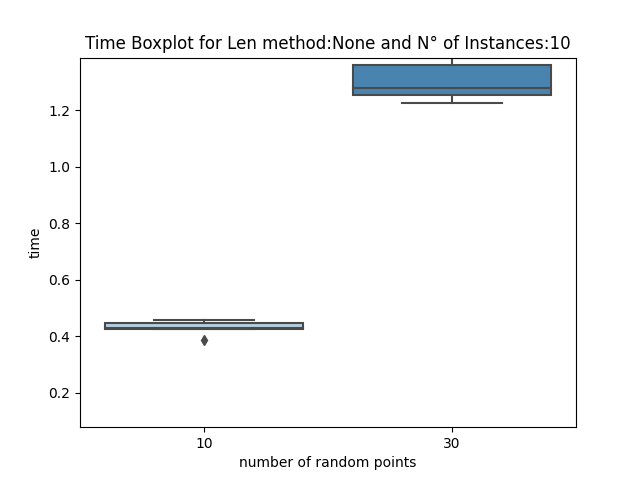 Time Boxplot for Len method:None and N° of Instances:10
1.2
1.0
0.8
0.6
0.4
0.2
time
10 30
number of random points